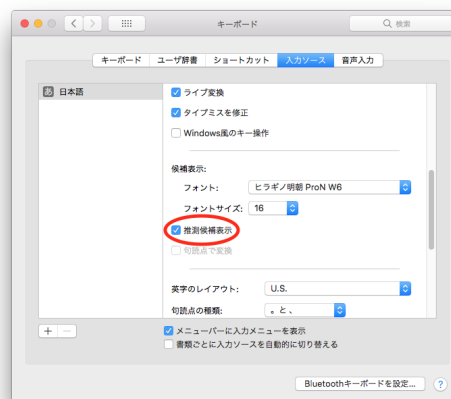 キーボード
検索
キーボード ユーザ辞書 ショートカット 入力ソース 音声入力
あ 日本語
ライブ変換
タイプミスを修正
Windows風のキー操作
候補表示:
フォント: ヒラギノ明朝 ProN W6
フォントサイズ: 16
推測候補表示
句読点で変換
英字のレイアウト: U.S.
句読点の種類: 。と、
+ −
メニューバーに入力メニューを表示
書類ごとに入力ソースを自動的に切り替える
Bluetoothキーボードを設定... ?